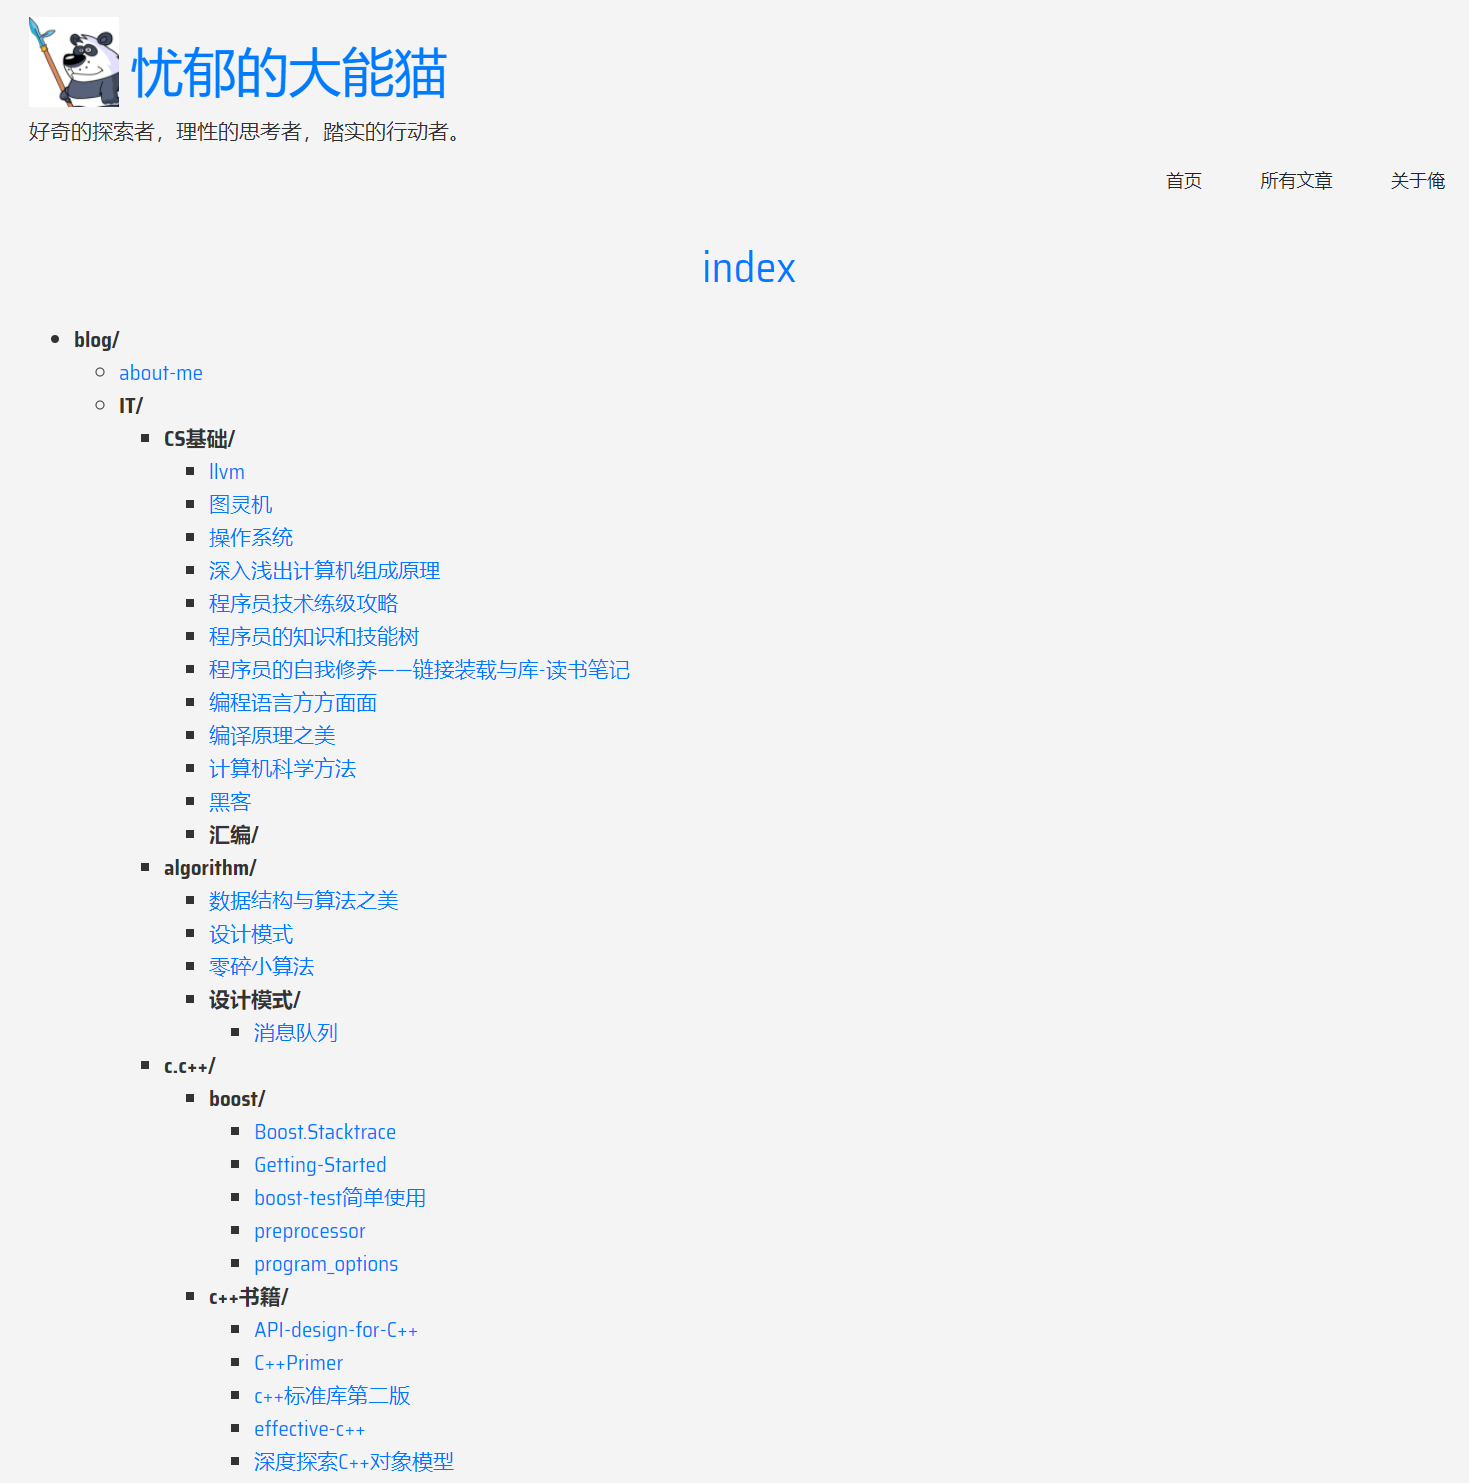 忧郁的大能猫
好奇的探索者，理性的思考者，踏实的行动者。
首页 所有文章 关于俺
index
blog/
about-me
IT/
CS基础/
llvm
图灵机
操作系统
深入浅出计算机组成原理
程序员技术练级攻略
程序员的知识和技能树
程序员的自我修养——链接装载与库-读书笔记
编程语言方方面面
编译原理之美
计算机科学方法
黑客
汇编/
algorithm/
数据结构与算法之美
设计模式
零碎小算法
设计模式/
消息队列
c.c++/
boost/
Boost.Stacktrace
Getting-Started
boost-test简单使用
preprocessor
program_options
c++书籍/
API-design-for-C++
C++Primer
c++标准库第二版
effective-c++
深度探索C++对象模型